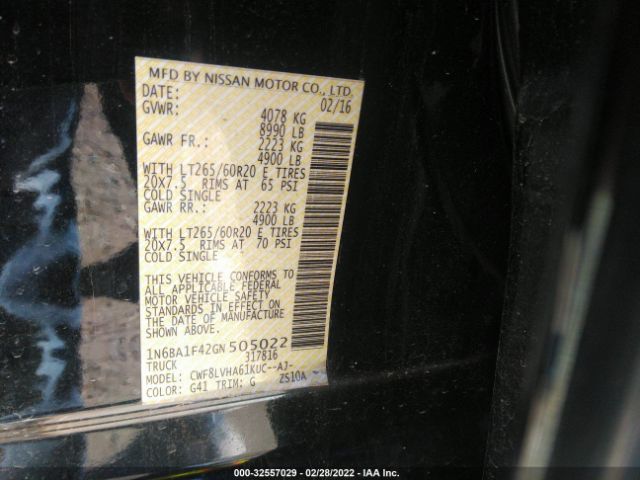 MFD BY NISSAN MOTOR CO., LTD.
DATE: 02/16
GVWR: 4078 KG
8990 LB
GAWR FR.: 2223 KG
4900 LB
WITH LT265/60R20 E TIRES
20X7.5 RIMS AT 65 PSI
COLD SINGLE
GAWR RR.: 2223 KG
4900 LB
WITH LT265/60R20 E TIRES
20X7.5 RIMS AT 70 PSI
COLD SINGLE
THIS VEHICLE CONFORMS TO
ALL APPLICABLE FEDERAL
MOTOR VEHICLE SAFETY
STANDARDS IN EFFECT ON
THE DATE OF MANUFACTURE
SHOWN ABOVE.
1N6BA1F42GN505022
TRUCK 317816
MODEL: CWF8LVHA61KUC--AJ-
COLOR: G41 TRIM: G ZS10A
000-32557029 - 02/28/2022 - IAA Inc.